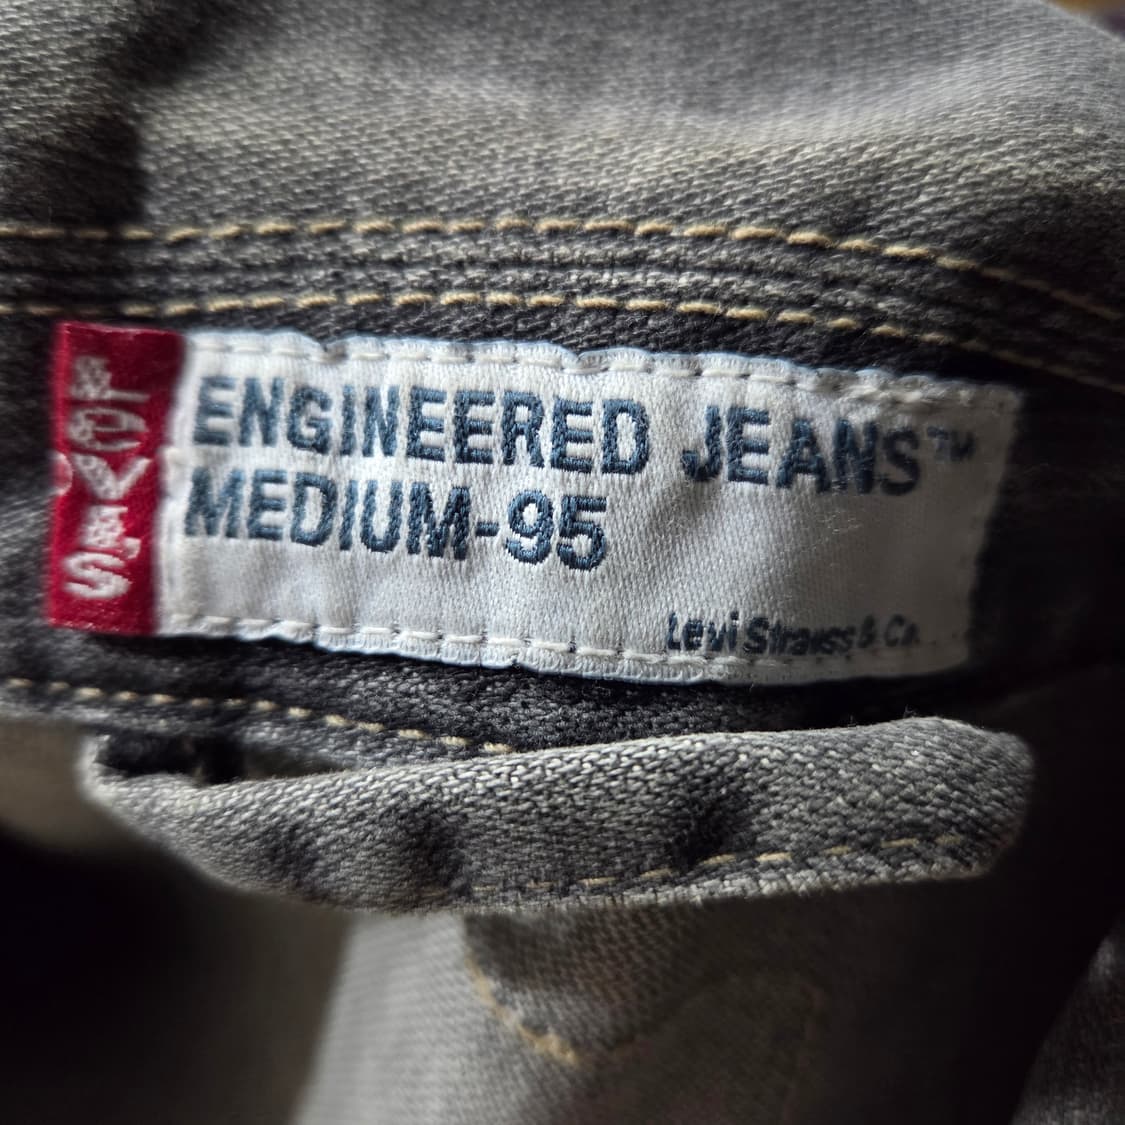 LEVI'S
ENGINEERED JEANS™
MEDIUM-95
Levi Strauss & Co.